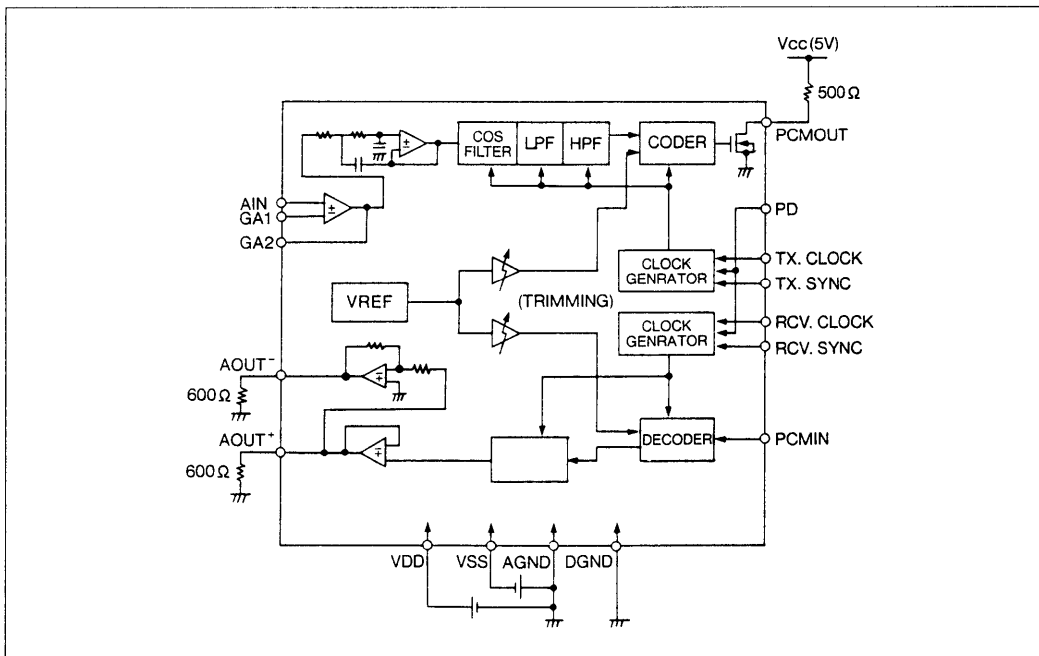 Vcc (5V)
500Ω
PCMOUT
COS FILTER
LPF
HPF
CODER
±
AIN
GA1
±
GA2
PD
CLOCK GENRATOR
TX. CLOCK
TX. SYNC
VREF
(TRIMMING)
CLOCK GENRATOR
RCV. CLOCK
RCV. SYNC
AOUT⁻
∓
600Ω
AOUT⁺
∓
DECODER
PCMIN
600Ω
VDD
VSS
AGND
DGND